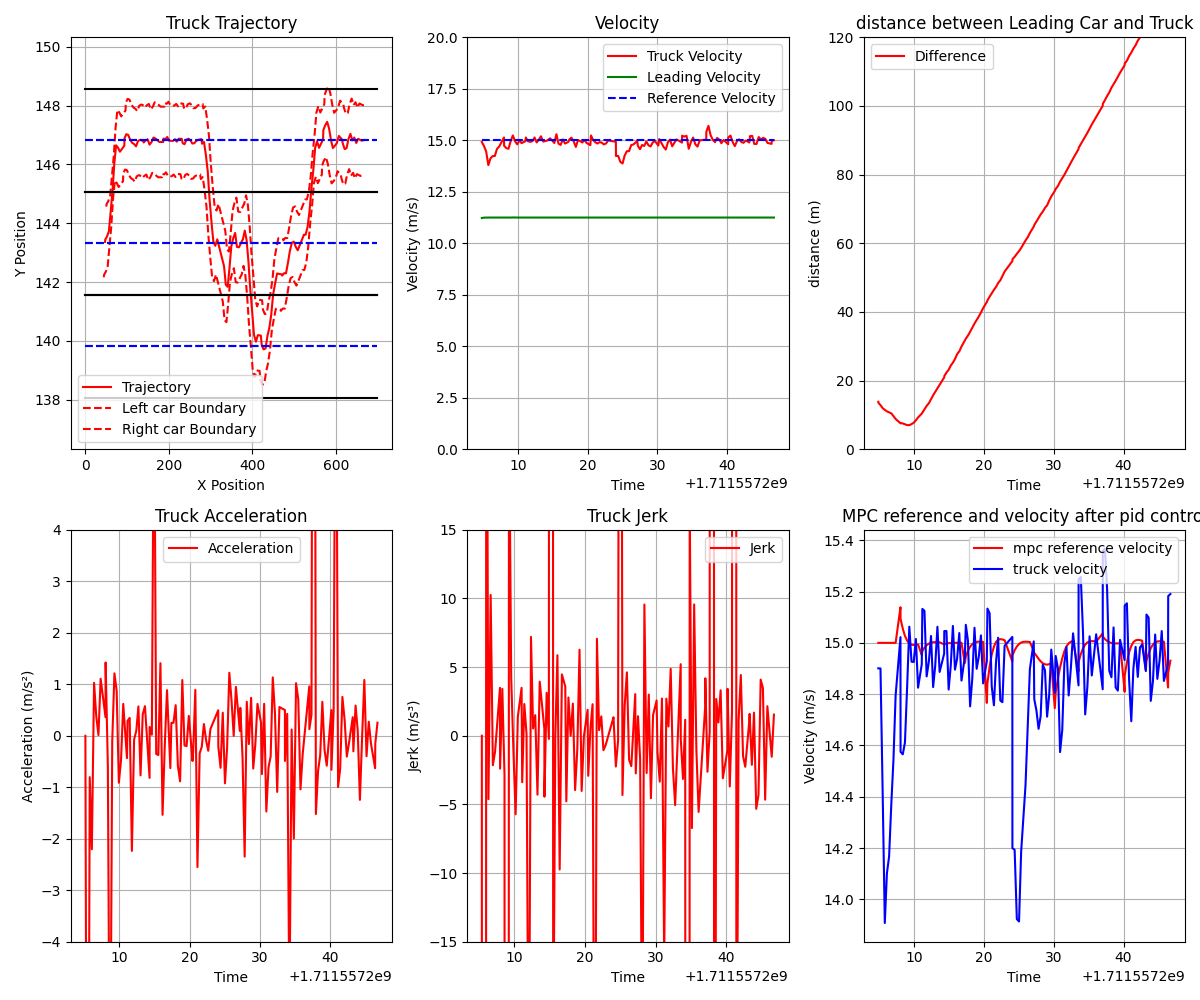 Truck Trajectory
Y Position
150
148
146
144
142
140
138
Trajectory
Left car Boundary
Right car Boundary
0 200 400 600
X Position
Velocity
Velocity (m/s)
20.0
17.5
15.0
12.5
10.0
7.5
5.0
2.5
0.0
Truck Velocity
Leading Velocity
Reference Velocity
10 20 30 40
Time
+1.7115572e9
distance between Leading Car and Truck
distance (m)
120
100
80
60
40
20
0
Difference
10 20 30 40
Time
+1.7115572e9
Truck Acceleration
Acceleration (m/s²)
4
3
2
1
0
−1
−2
−3
−4
Acceleration
10 20 30 40
Time
+1.7115572e9
Truck Jerk
Jerk (m/s³)
15
10
5
0
−5
−10
−15
Jerk
10 20 30 40
Time
+1.7115572e9
MPC reference and velocity after pid contro
Velocity (m/s)
15.4
15.2
15.0
14.8
14.6
14.4
14.2
14.0
mpc reference velocity
truck velocity
10 20 30 40
Time
+1.7115572e9